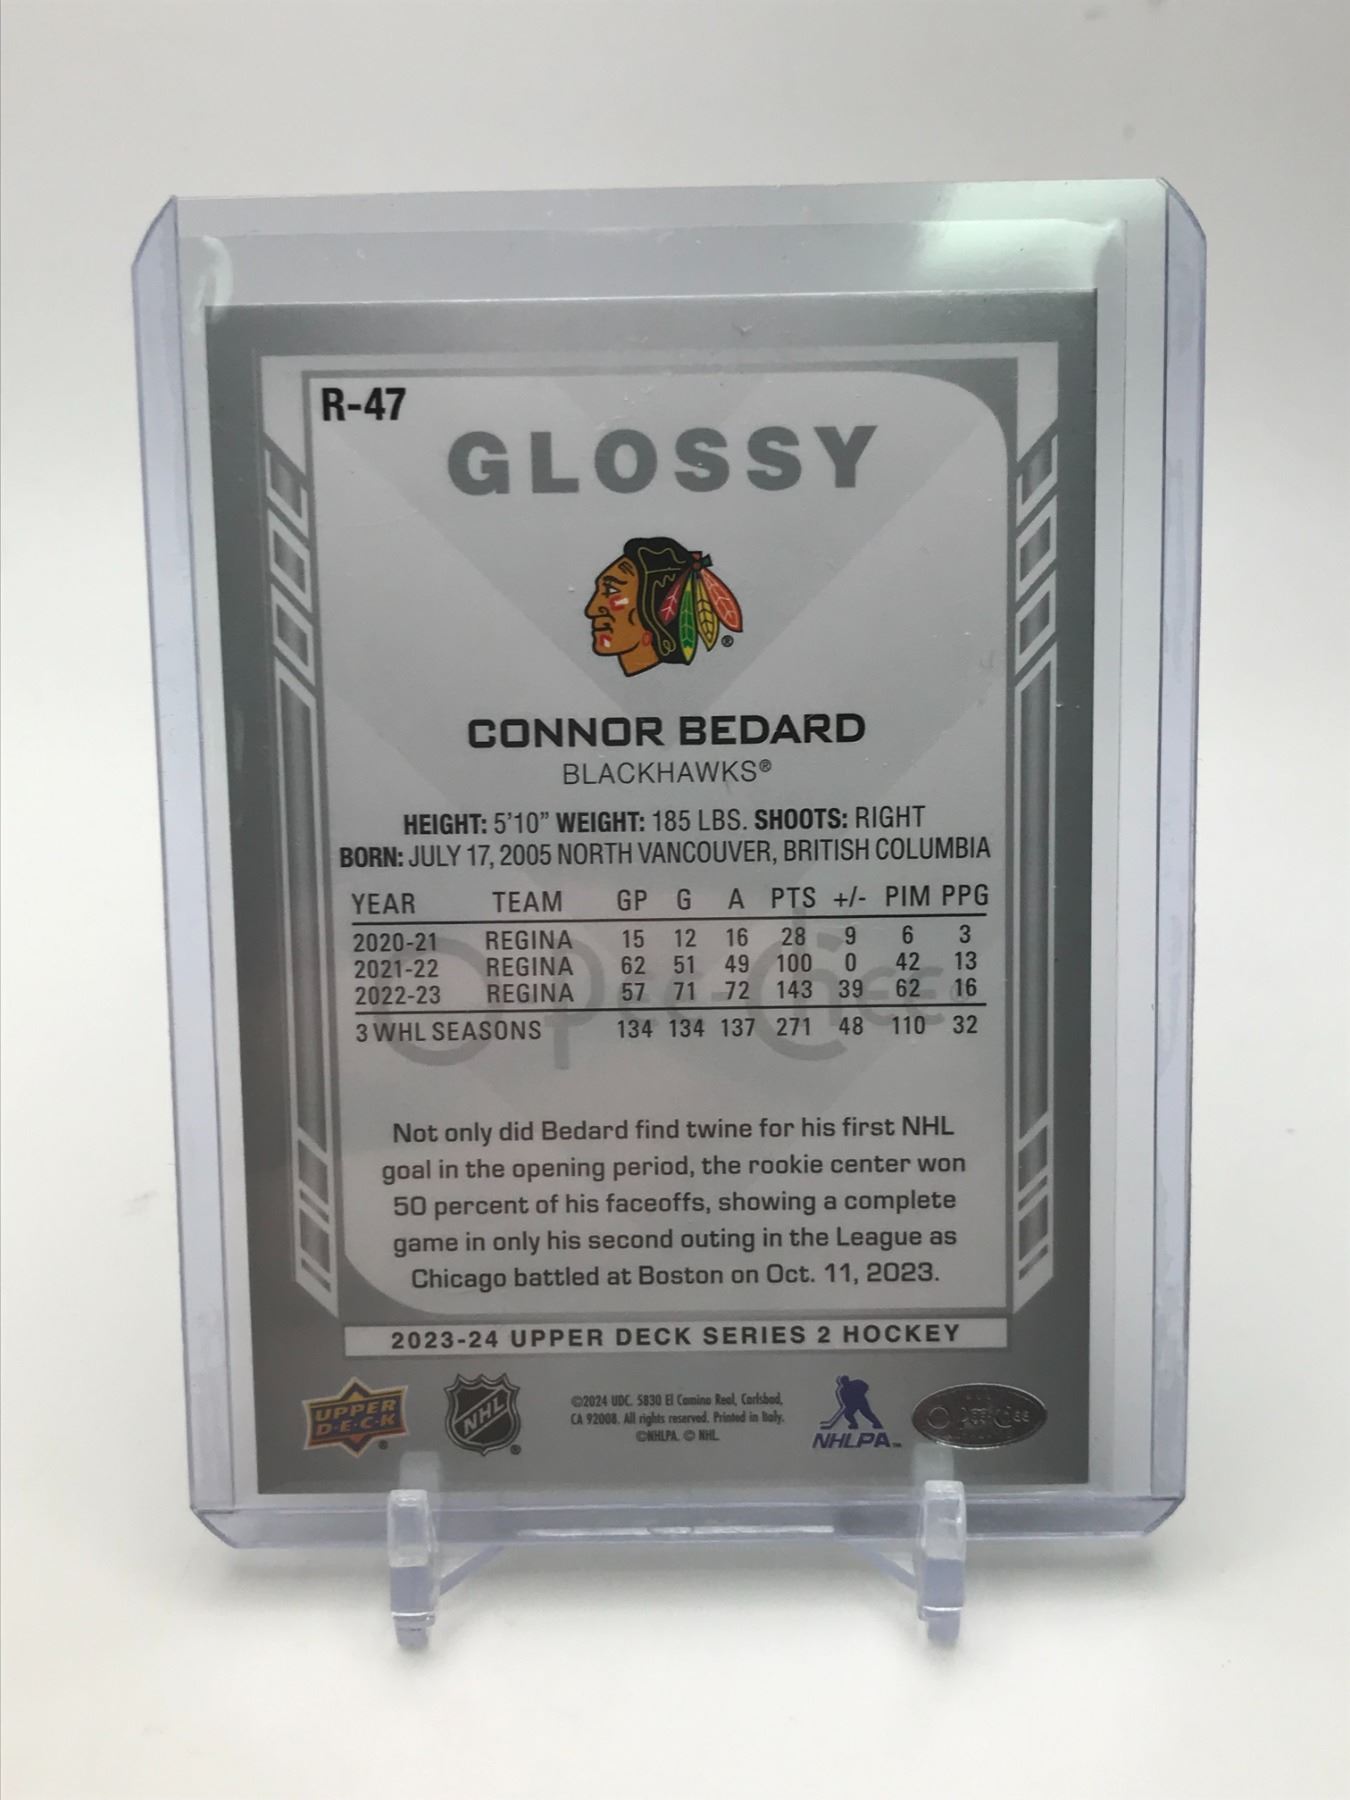 R-47
GLOSSY
®
CONNOR BEDARD
BLACKHAWKS®
HEIGHT: 5'10" WEIGHT: 185 LBS. SHOOTS: RIGHT
BORN: JULY 17, 2005 NORTH VANCOUVER, BRITISH COLUMBIA
YEAR TEAM GP G A PTS +/- PIM PPG
2020-21 REGINA 15 12 16 28 9 6 3
2021-22 REGINA 62 51 49 100 0 42 13
2022-23 REGINA 57 71 72 143 39 62 16
3 WHL SEASONS 134 134 137 271 48 110 32
O-Pee-Chee
Not only did Bedard find twine for his first NHL
goal in the opening period, the rookie center won
50 percent of his faceoffs, showing a complete
game in only his second outing in the League as
Chicago battled at Boston on Oct. 11, 2023.
2023-24 UPPER DECK SERIES 2 HOCKEY
UPPER
D·E·C·K ®
NHL ®
©2024 UDC. 5830 El Camino Real, Carlsbad,
CA 92008. All rights reserved. Printed in Italy.
©NHLPA. © NHL
NHLPA™
O-Pee-Chee